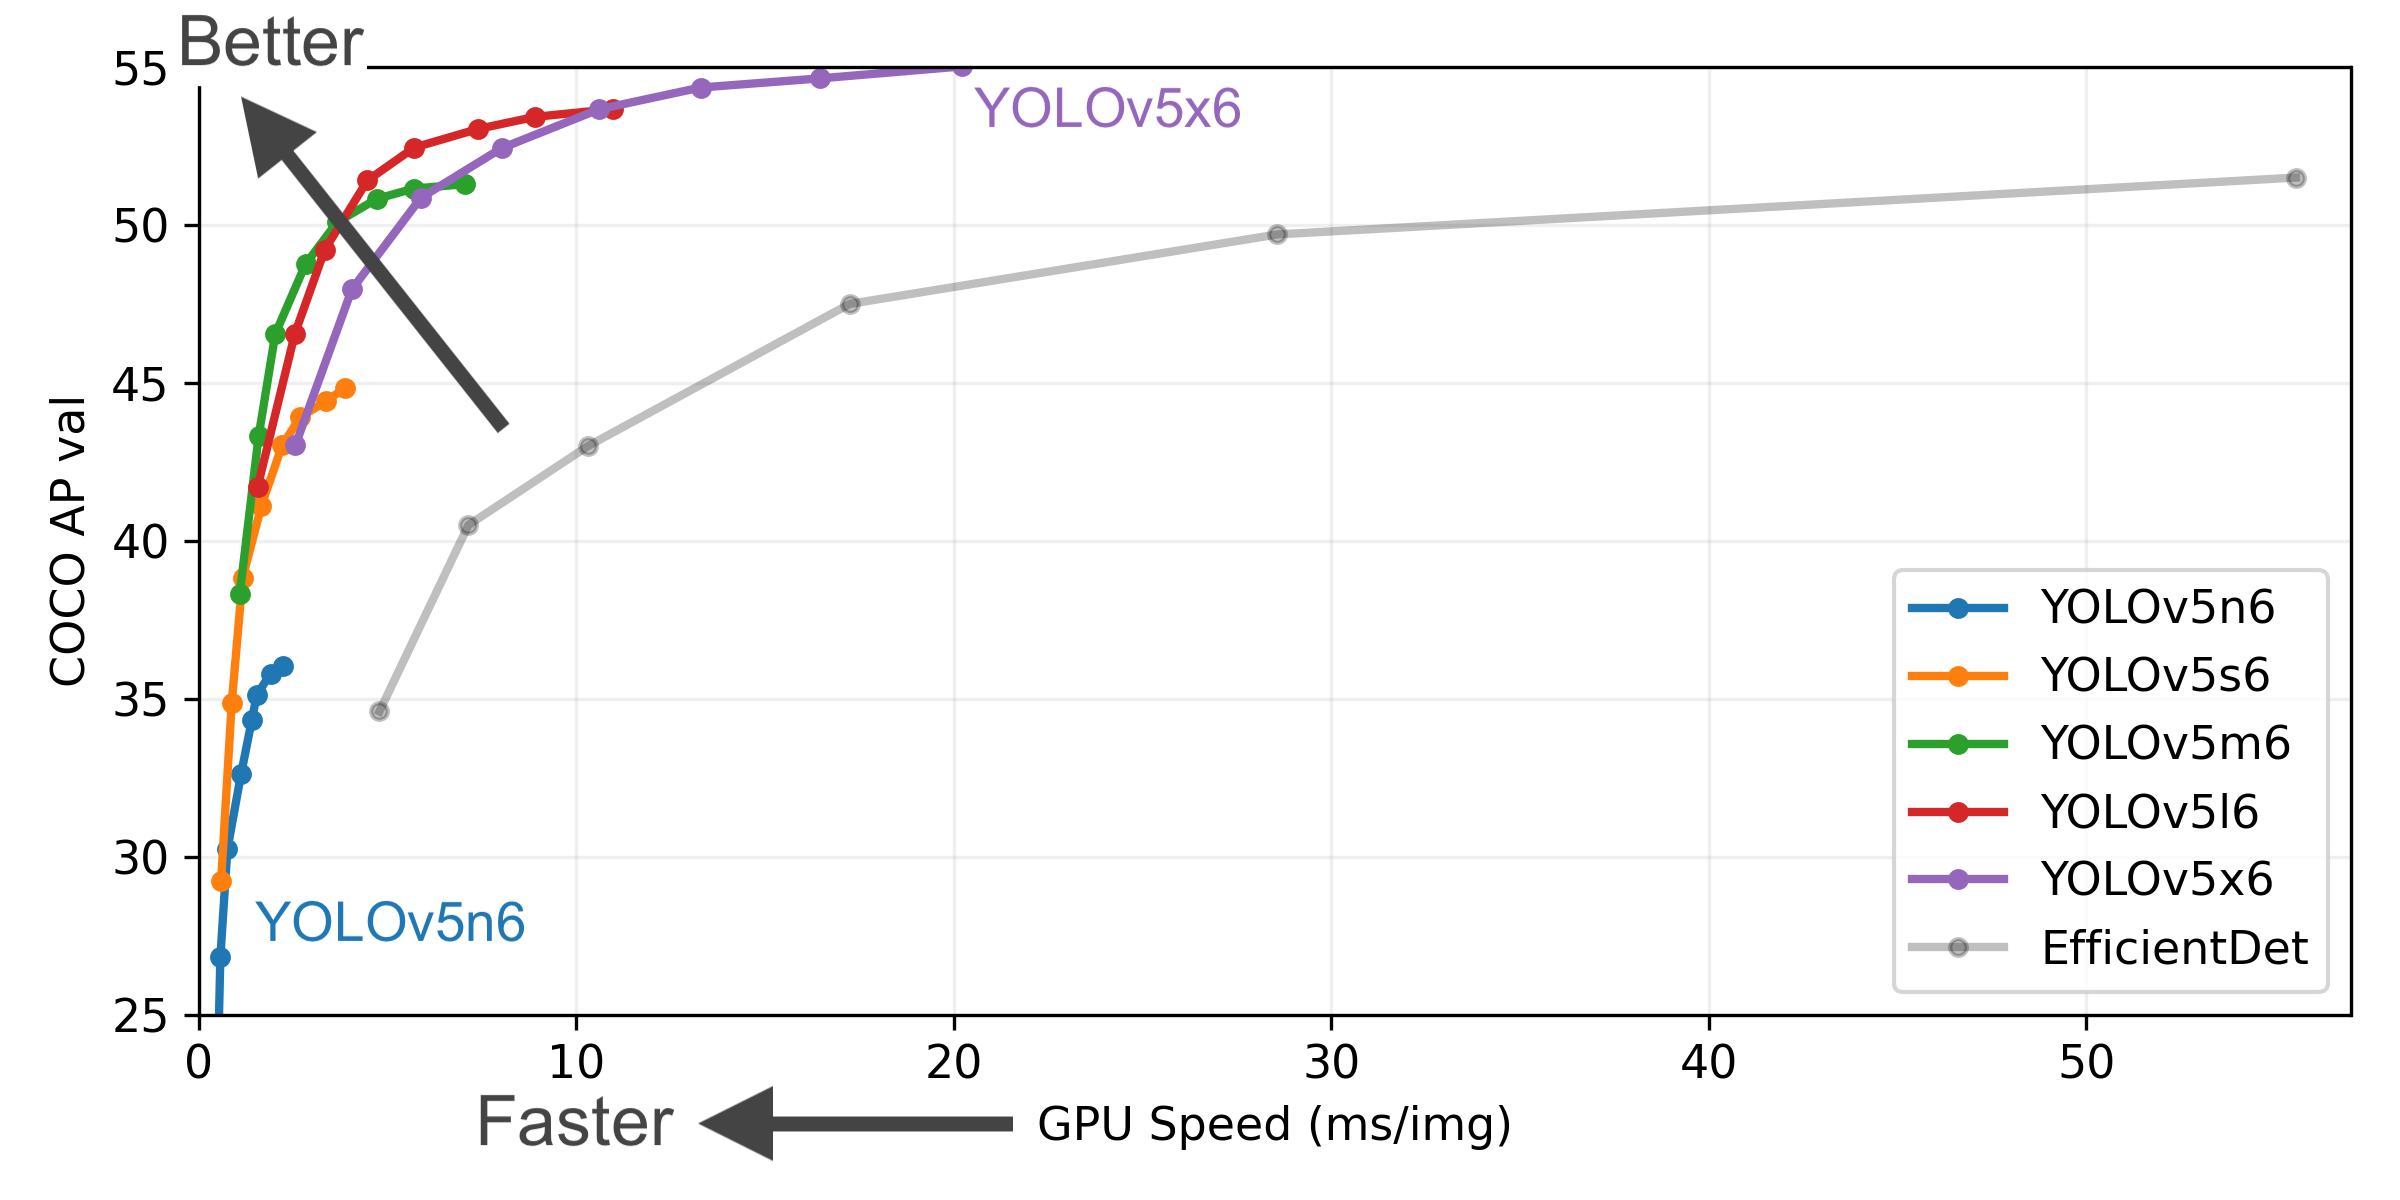 Better
55
50
45
40
35
30
25
COCO AP val
YOLOv5x6
YOLOv5n6
YOLOv5n6
YOLOv5s6
YOLOv5m6
YOLOv5l6
YOLOv5x6
EfficientDet
0 10 20 30 40 50
Faster GPU Speed (ms/img)